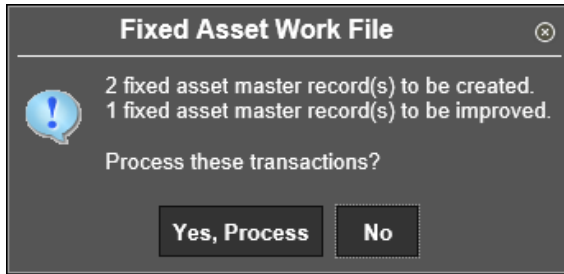 Fixed Asset Work File
2 fixed asset master record(s) to be created.
1 fixed asset master record(s) to be improved.
Process these transactions?
Yes, Process
No